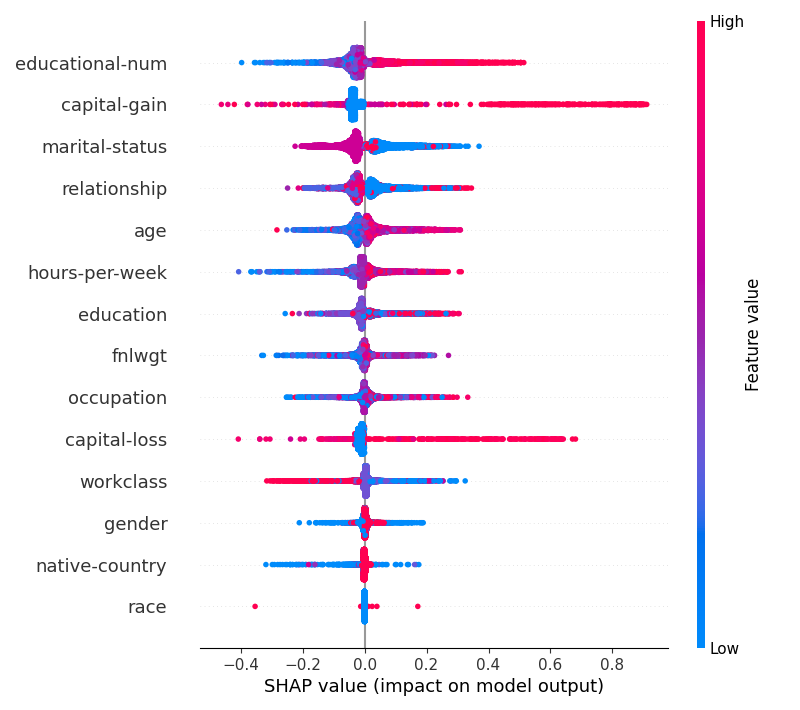 High
educational-num
capital-gain
marital-status
relationship
age
hours-per-week
education
fnlwgt
occupation
capital-loss
workclass
gender
native-country
race
Feature value
Low
−0.4 −0.2 0.0 0.2 0.4 0.6 0.8
SHAP value (impact on model output)